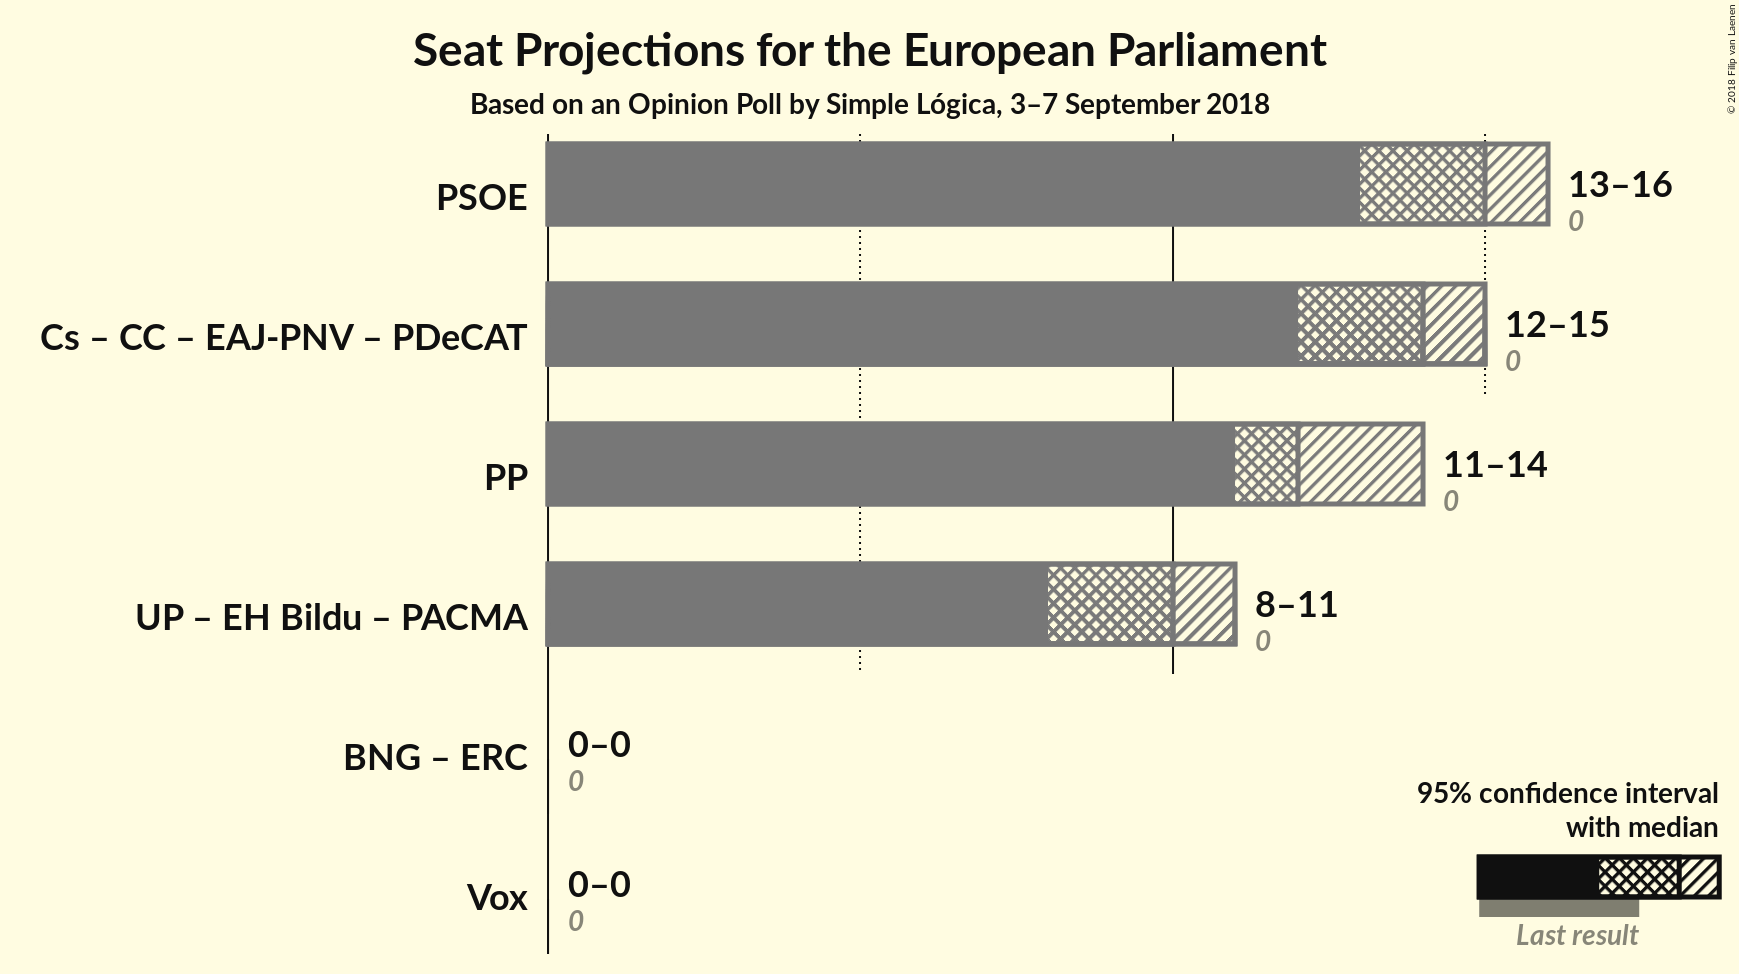 Seat Projections for the European Parliament
Based on an Opinion Poll by Simple Lógica, 3–7 September 2018
© 2018 Filip van Laenen
PSOE
13–16
0
Cs – CC – EAJ-PNV – PDeCAT
12–15
0
PP
11–14
0
UP – EH Bildu – PACMA
8–11
0
BNG – ERC
0–0
0
Vox
0–0
0
95% confidence interval
with median
Last result